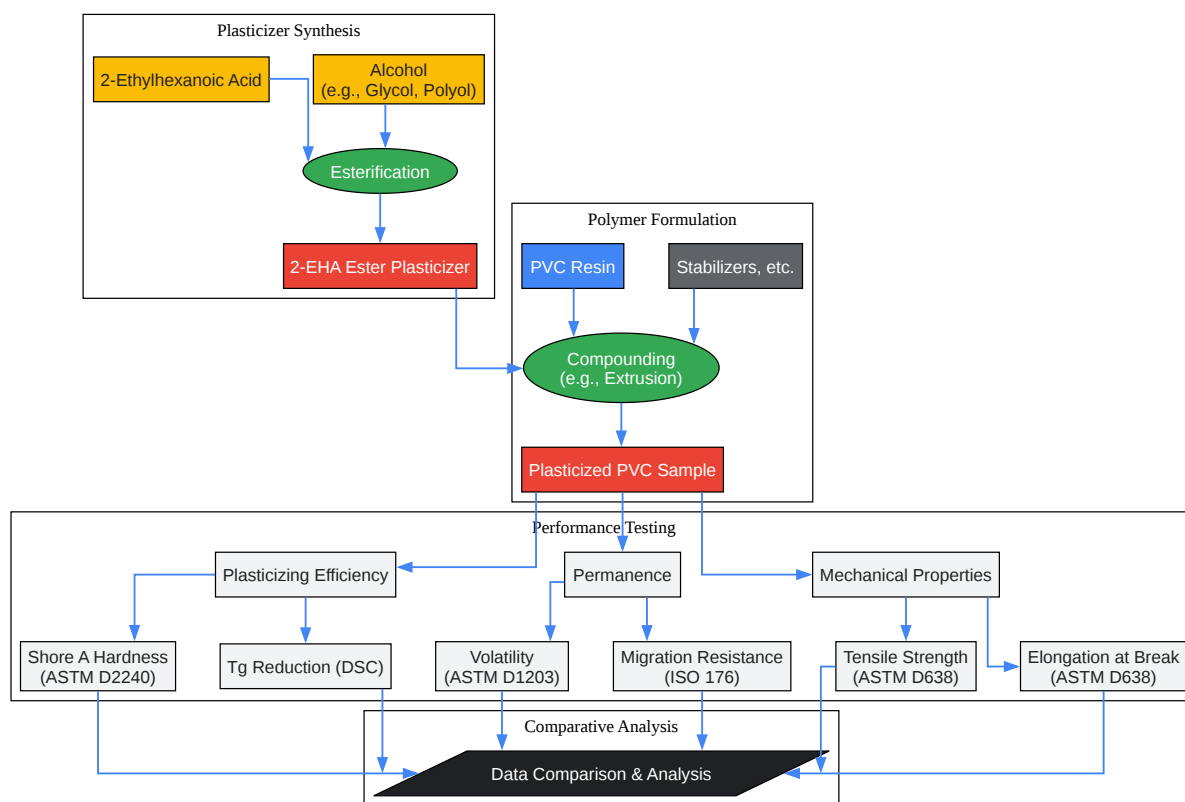 Plasticizer Synthesis
2-Ethylhexanoic Acid
Alcohol
(e.g., Glycol, Polyol)
Esterification
2-EHA Ester Plasticizer
Polymer Formulation
PVC Resin
Stabilizers, etc.
Compounding
(e.g., Extrusion)
Plasticized PVC Sample
Performance Testing
Plasticizing Efficiency
Permanence
Mechanical Properties
Shore A Hardness
(ASTM D2240)
Tg Reduction (DSC)
Volatility
(ASTM D1203)
Migration Resistance
(ISO 176)
Tensile Strength
(ASTM D638)
Elongation at Break
(ASTM D638)
Comparative Analysis
Data Comparison & Analysis